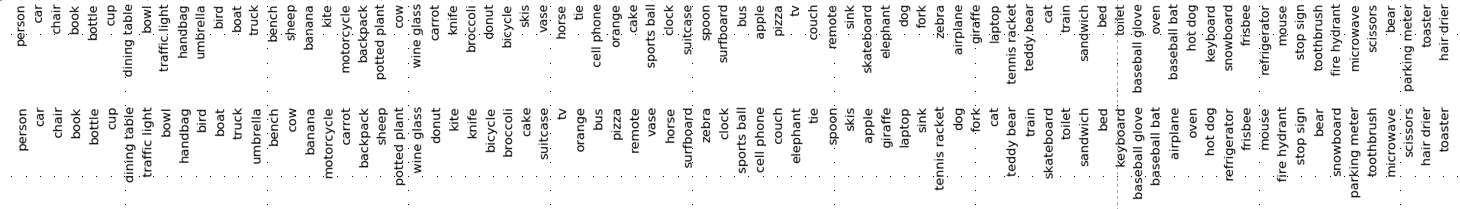 person
car
chair
book
bottle
cup
dining table
bowl
traffic light
handbag
umbrella
bird
boat
truck
bench
sheep
banana
kite
motorcycle
backpack
potted plant
cow
wine glass
carrot
knife
broccoli
donut
bicycle
skis
vase
horse
tie
cell phone
orange
cake
sports ball
clock
suitcase
spoon
surfboard
bus
apple
pizza
tv
couch
remote
sink
skateboard
elephant
dog
fork
zebra
airplane
giraffe
laptop
tennis racket
teddy bear
cat
train
sandwich
bed
toilet
baseball glove
oven
baseball bat
hot dog
keyboard
snowboard
frisbee
refrigerator
mouse
stop sign
toothbrush
fire hydrant
microwave
scissors
bear
parking meter
toaster
hair drier
person
car
chair
book
bottle
cup
dining table
traffic light
bowl
handbag
bird
boat
truck
umbrella
bench
cow
banana
motorcycle
carrot
backpack
sheep
potted plant
wine glass
donut
kite
knife
bicycle
broccoli
cake
suitcase
tv
orange
bus
pizza
remote
vase
horse
surfboard
zebra
clock
sports ball
cell phone
couch
elephant
tie
spoon
skis
apple
giraffe
laptop
sink
tennis racket
dog
fork
cat
teddy bear
train
skateboard
toilet
sandwich
bed
keyboard
baseball glove
baseball bat
airplane
oven
hot dog
refrigerator
frisbee
mouse
fire hydrant
stop sign
bear
snowboard
parking meter
toothbrush
microwave
scissors
hair drier
toaster